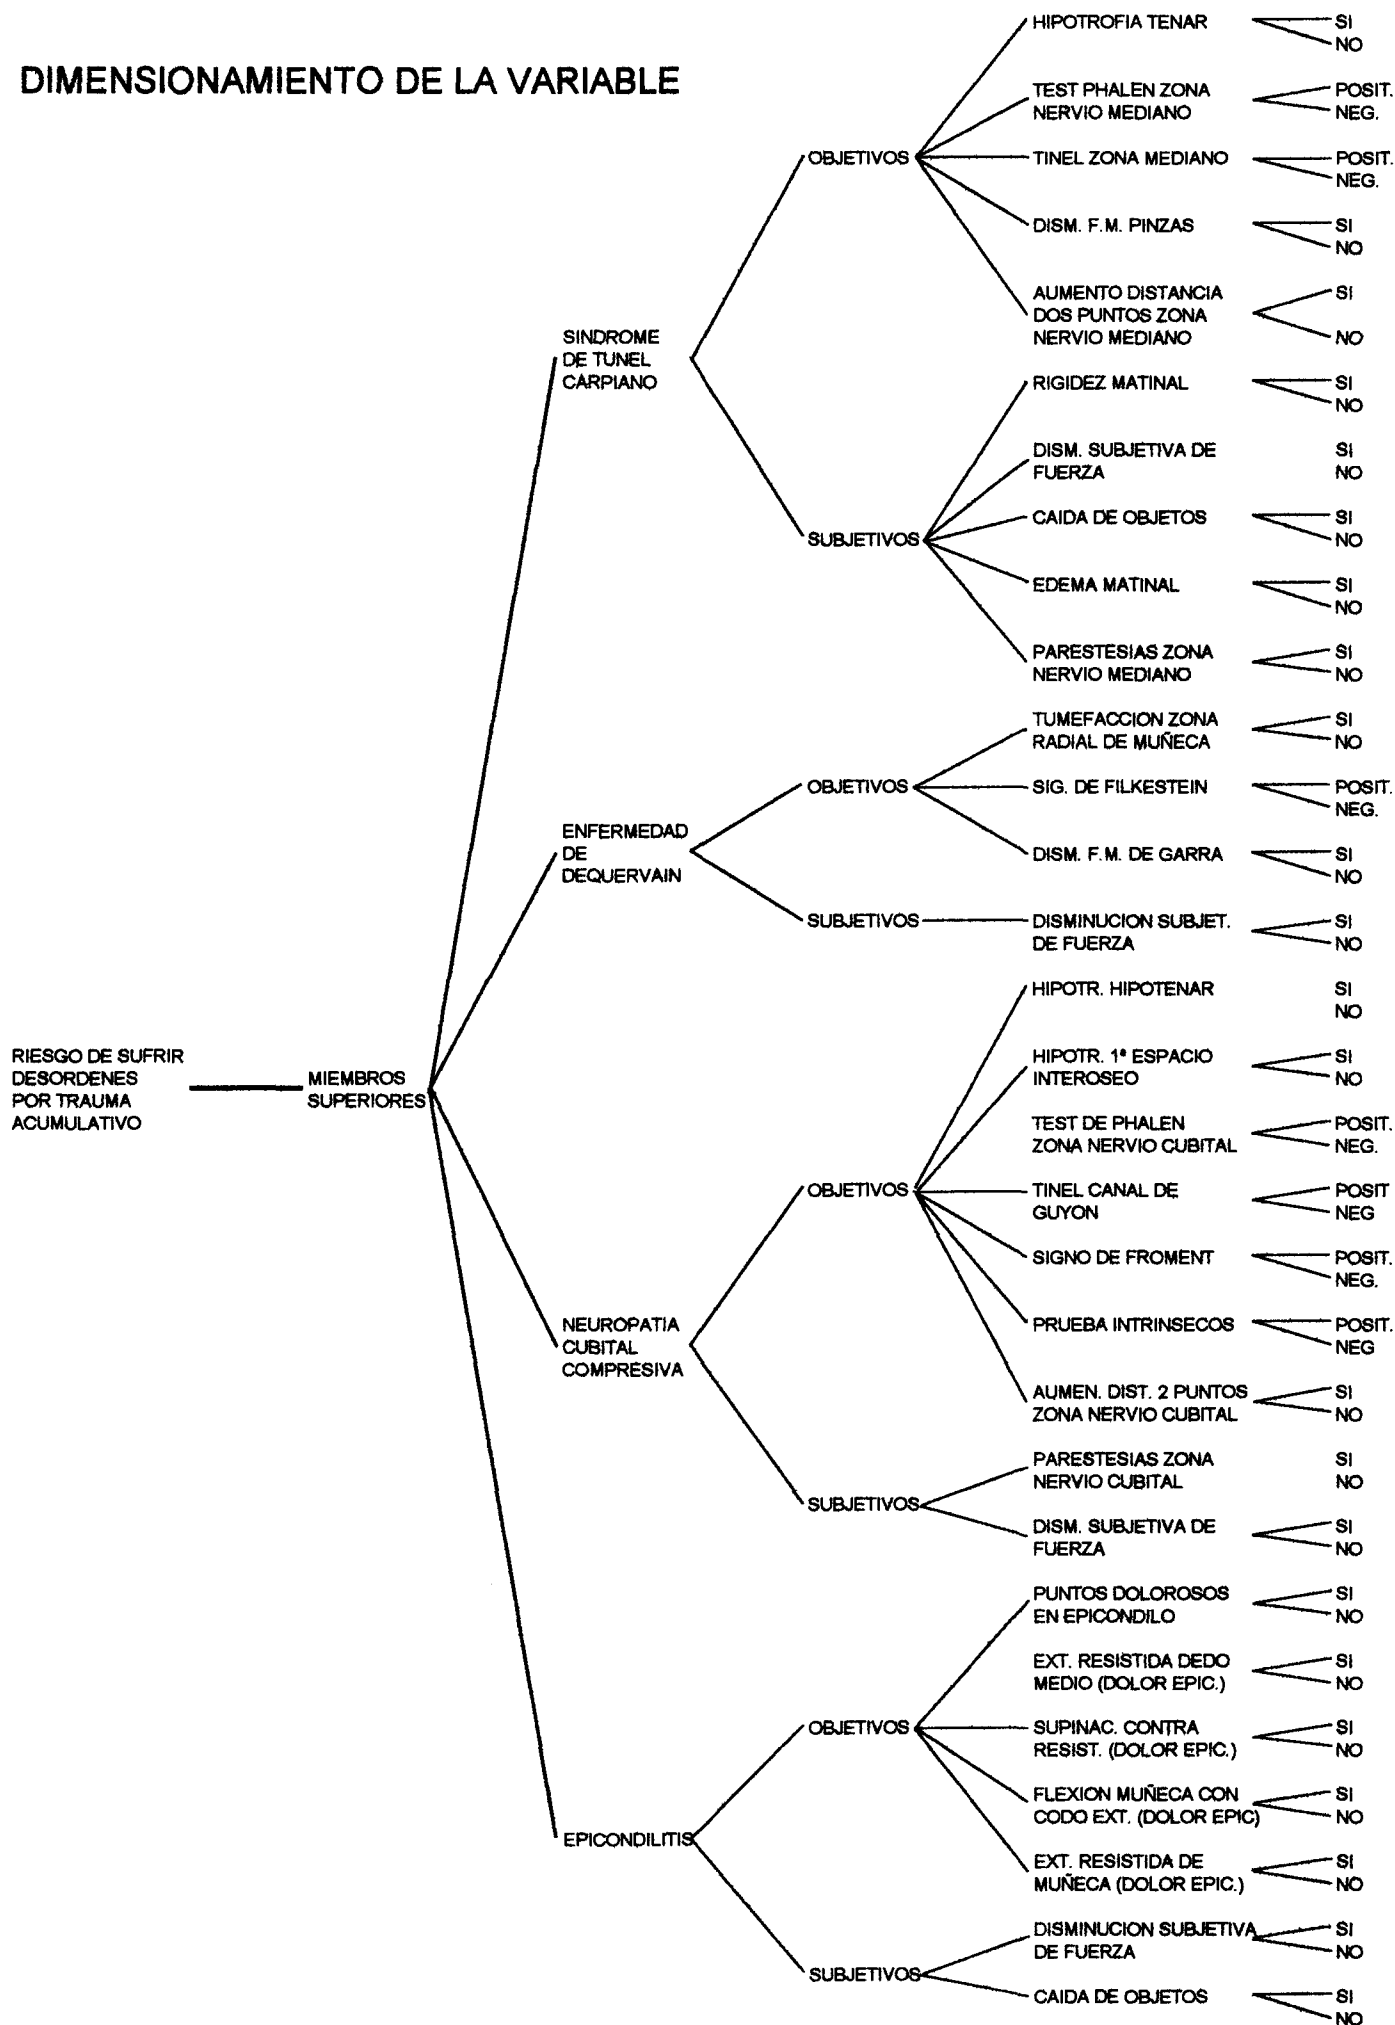 DIMENSIONAMIENTO DE LA VARIABLE
RIESGO DE SUFRIR
DESORDENES
POR TRAUMA
ACUMULATIVO
MIEMBROS
SUPERIORES
SINDROME
DE TUNEL
CARPIANO
OBJETIVOS
HIPOTROFIA TENAR
SI
NO
TEST PHALEN ZONA
NERVIO MEDIANO
POSIT.
NEG.
TINEL ZONA MEDIANO
POSIT.
NEG.
DISM. F.M. PINZAS
SI
NO
AUMENTO DISTANCIA
DOS PUNTOS ZONA
NERVIO MEDIANO
SI
NO
SUBJETIVOS
RIGIDEZ MATINAL
SI
NO
DISM. SUBJETIVA DE
FUERZA
SI
NO
CAIDA DE OBJETOS
SI
NO
EDEMA MATINAL
SI
NO
PARESTESIAS ZONA
NERVIO MEDIANO
SI
NO
ENFERMEDAD
DE
DEQUERVAIN
OBJETIVOS
TUMEFACCION ZONA
RADIAL DE MUÑECA
SI
NO
SIG. DE FILKESTEIN
POSIT.
NEG.
DISM. F.M. DE GARRA
SI
NO
SUBJETIVOS
DISMINUCION SUBJET.
DE FUERZA
SI
NO
NEUROPATIA
CUBITAL
COMPRESIVA
OBJETIVOS
HIPOTR. HIPOTENAR
SI
NO
HIPOTR. 1ª ESPACIO
INTEROSEO
SI
NO
TEST DE PHALEN
ZONA NERVIO CUBITAL
POSIT.
NEG.
TINEL CANAL DE
GUYON
POSIT
NEG
SIGNO DE FROMENT
POSIT.
NEG.
PRUEBA INTRINSECOS
POSIT.
NEG
AUMEN. DIST. 2 PUNTOS
ZONA NERVIO CUBITAL
SI
NO
SUBJETIVOS
PARESTESIAS ZONA
NERVIO CUBITAL
SI
NO
DISM. SUBJETIVA DE
FUERZA
SI
NO
EPICONDILITIS
OBJETIVOS
PUNTOS DOLOROSOS
EN EPICONDILO
SI
NO
EXT. RESISTIDA DEDO
MEDIO (DOLOR EPIC.)
SI
NO
SUPINAC. CONTRA
RESIST. (DOLOR EPIC.)
SI
NO
FLEXION MUÑECA CON
CODO EXT. (DOLOR EPIC)
SI
NO
EXT. RESISTIDA DE
MUÑECA (DOLOR EPIC.)
SI
NO
SUBJETIVOS
DISMINUCION SUBJETIVA
DE FUERZA
SI
NO
CAIDA DE OBJETOS
SI
NO